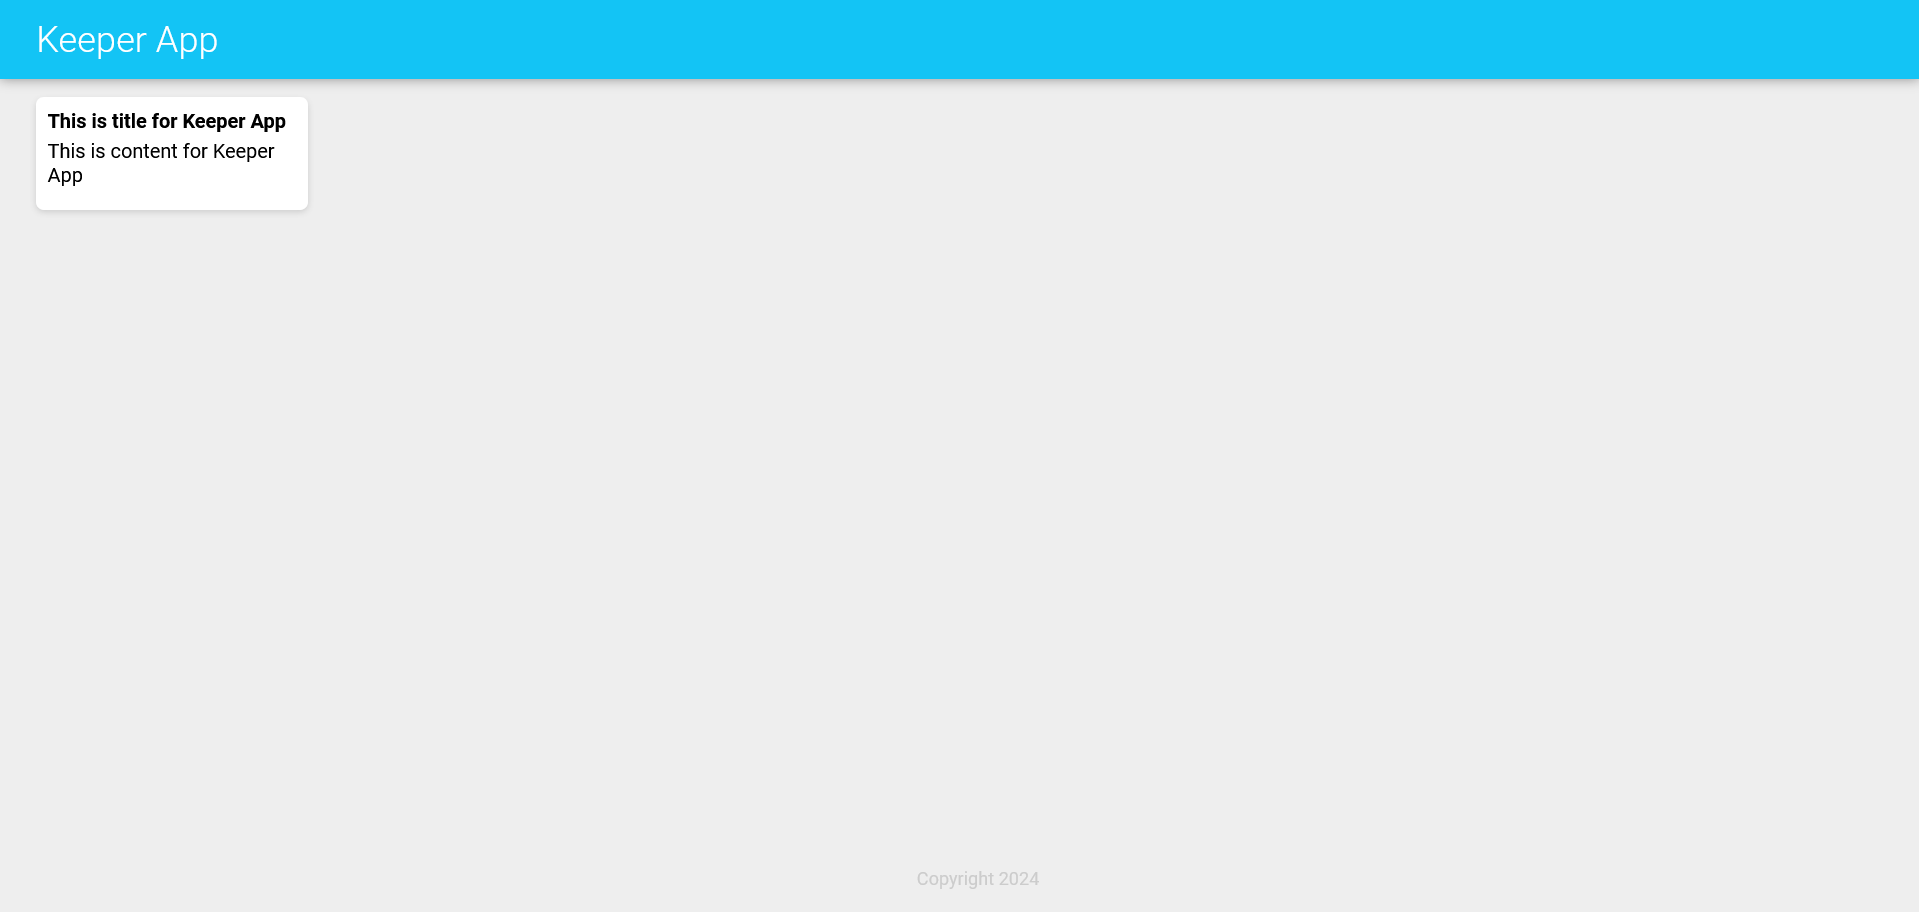 Keeper App
This is title for Keeper App
This is content for Keeper
App
Copyright 2024